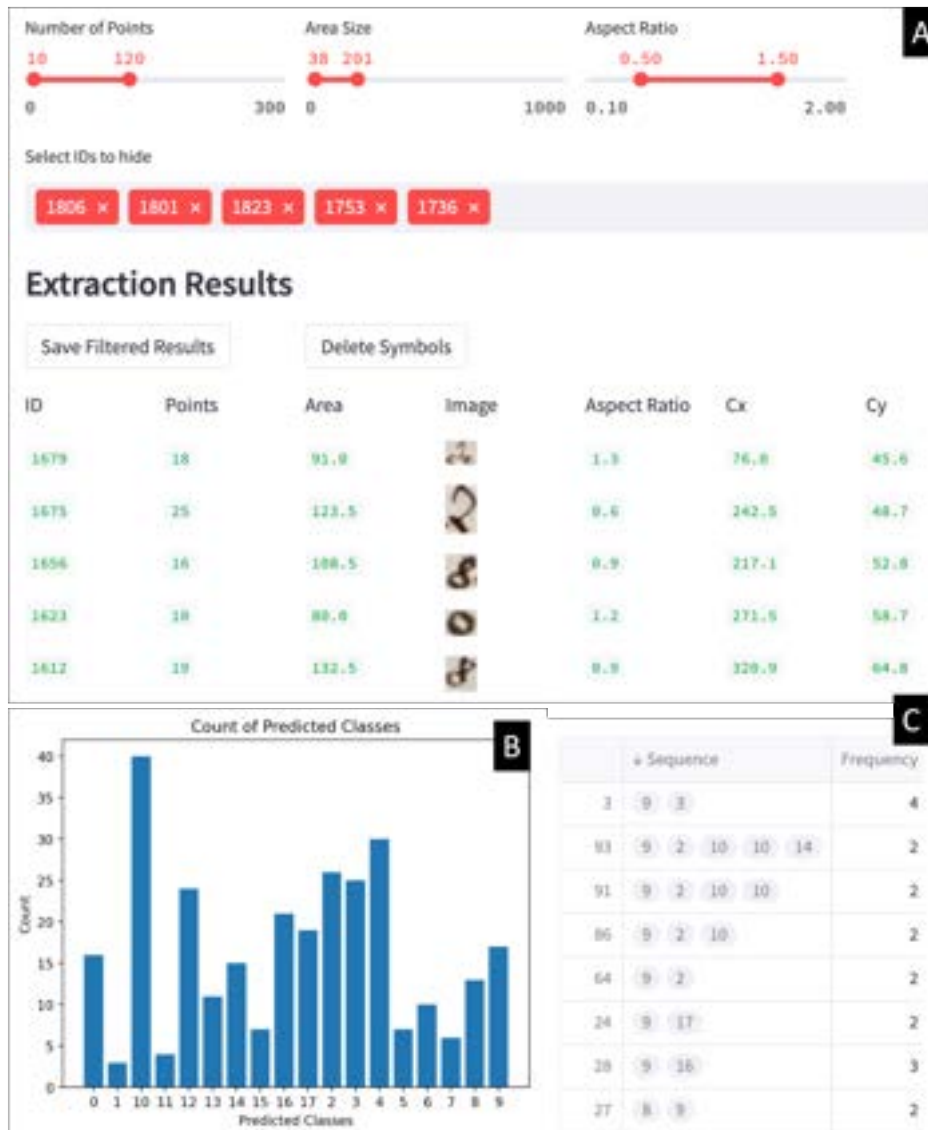 Number of Points Area Size Aspect Ratio A
10 120 38 201 0.50 1.50
0 300 0 1000 0.10 2.00
Select IDs to hide
1806 × 1801 × 1823 × 1753 × 1736 ×
Extraction Results
Save Filtered Results Delete Symbols
ID Points Area Image Aspect Ratio Cx Cy
1679 18 91.0 1.3 76.0 45.6
1675 25 123.5 0.6 242.5 48.7
1656 16 108.5 0.9 217.1 52.8
1623 10 80.0 1.2 271.5 58.7
1612 19 132.5 0.9 320.9 64.8
Count of Predicted Classes
B
40
35
30
25
20
15
10
5
0
Count
0 1 10 11 12 13 14 15 16 17 2 3 4 5 6 7 8 9
Predicted Classes
C
↓ Sequence Frequency
3 9 3 4
93 9 2 10 10 14 2
91 9 2 10 10 2
86 9 2 10 2
64 9 2 2
24 9 17 2
28 9 16 3
27 8 9 2